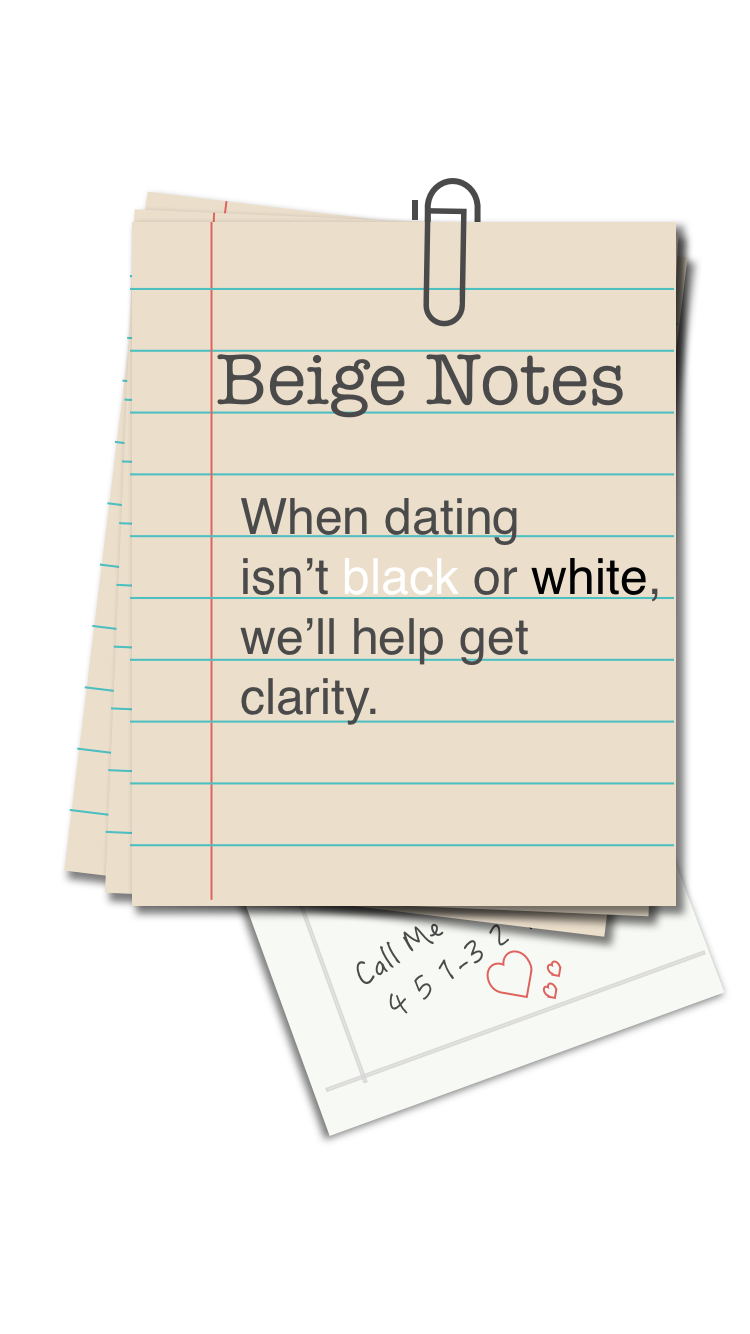 Beige Notes
When dating
isn’t black or white,
we’ll help get
clarity.
Call Me
4 5 1-3 2